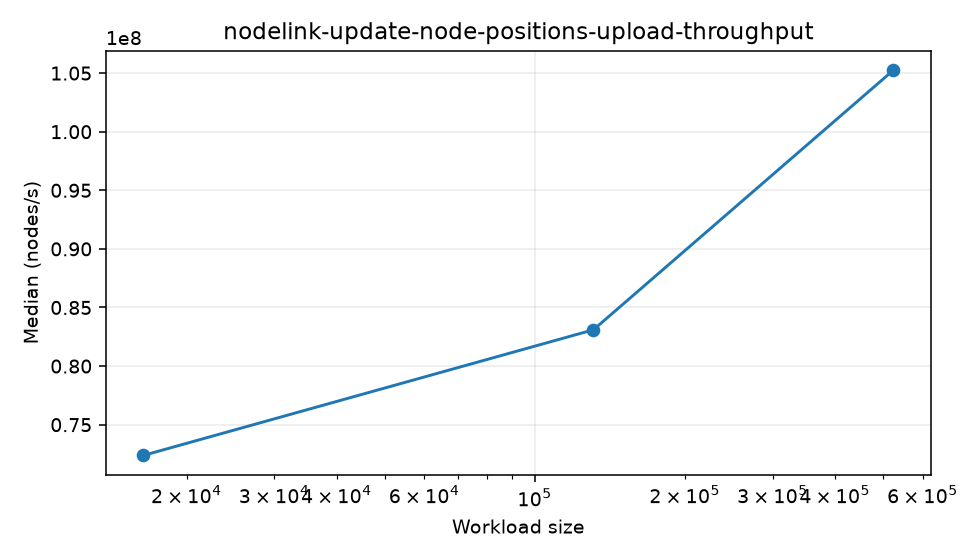 nodelink-update-node-positions-upload-throughput
1e8
1.05
1.00
0.95
0.90
0.85
0.80
0.75
Median (nodes/s)
2 × 10⁴ 3 × 10⁴ 4 × 10⁴ 6 × 10⁴ 10⁵ 2 × 10⁵ 3 × 10⁵ 4 × 10⁵ 6 × 10⁵
Workload size